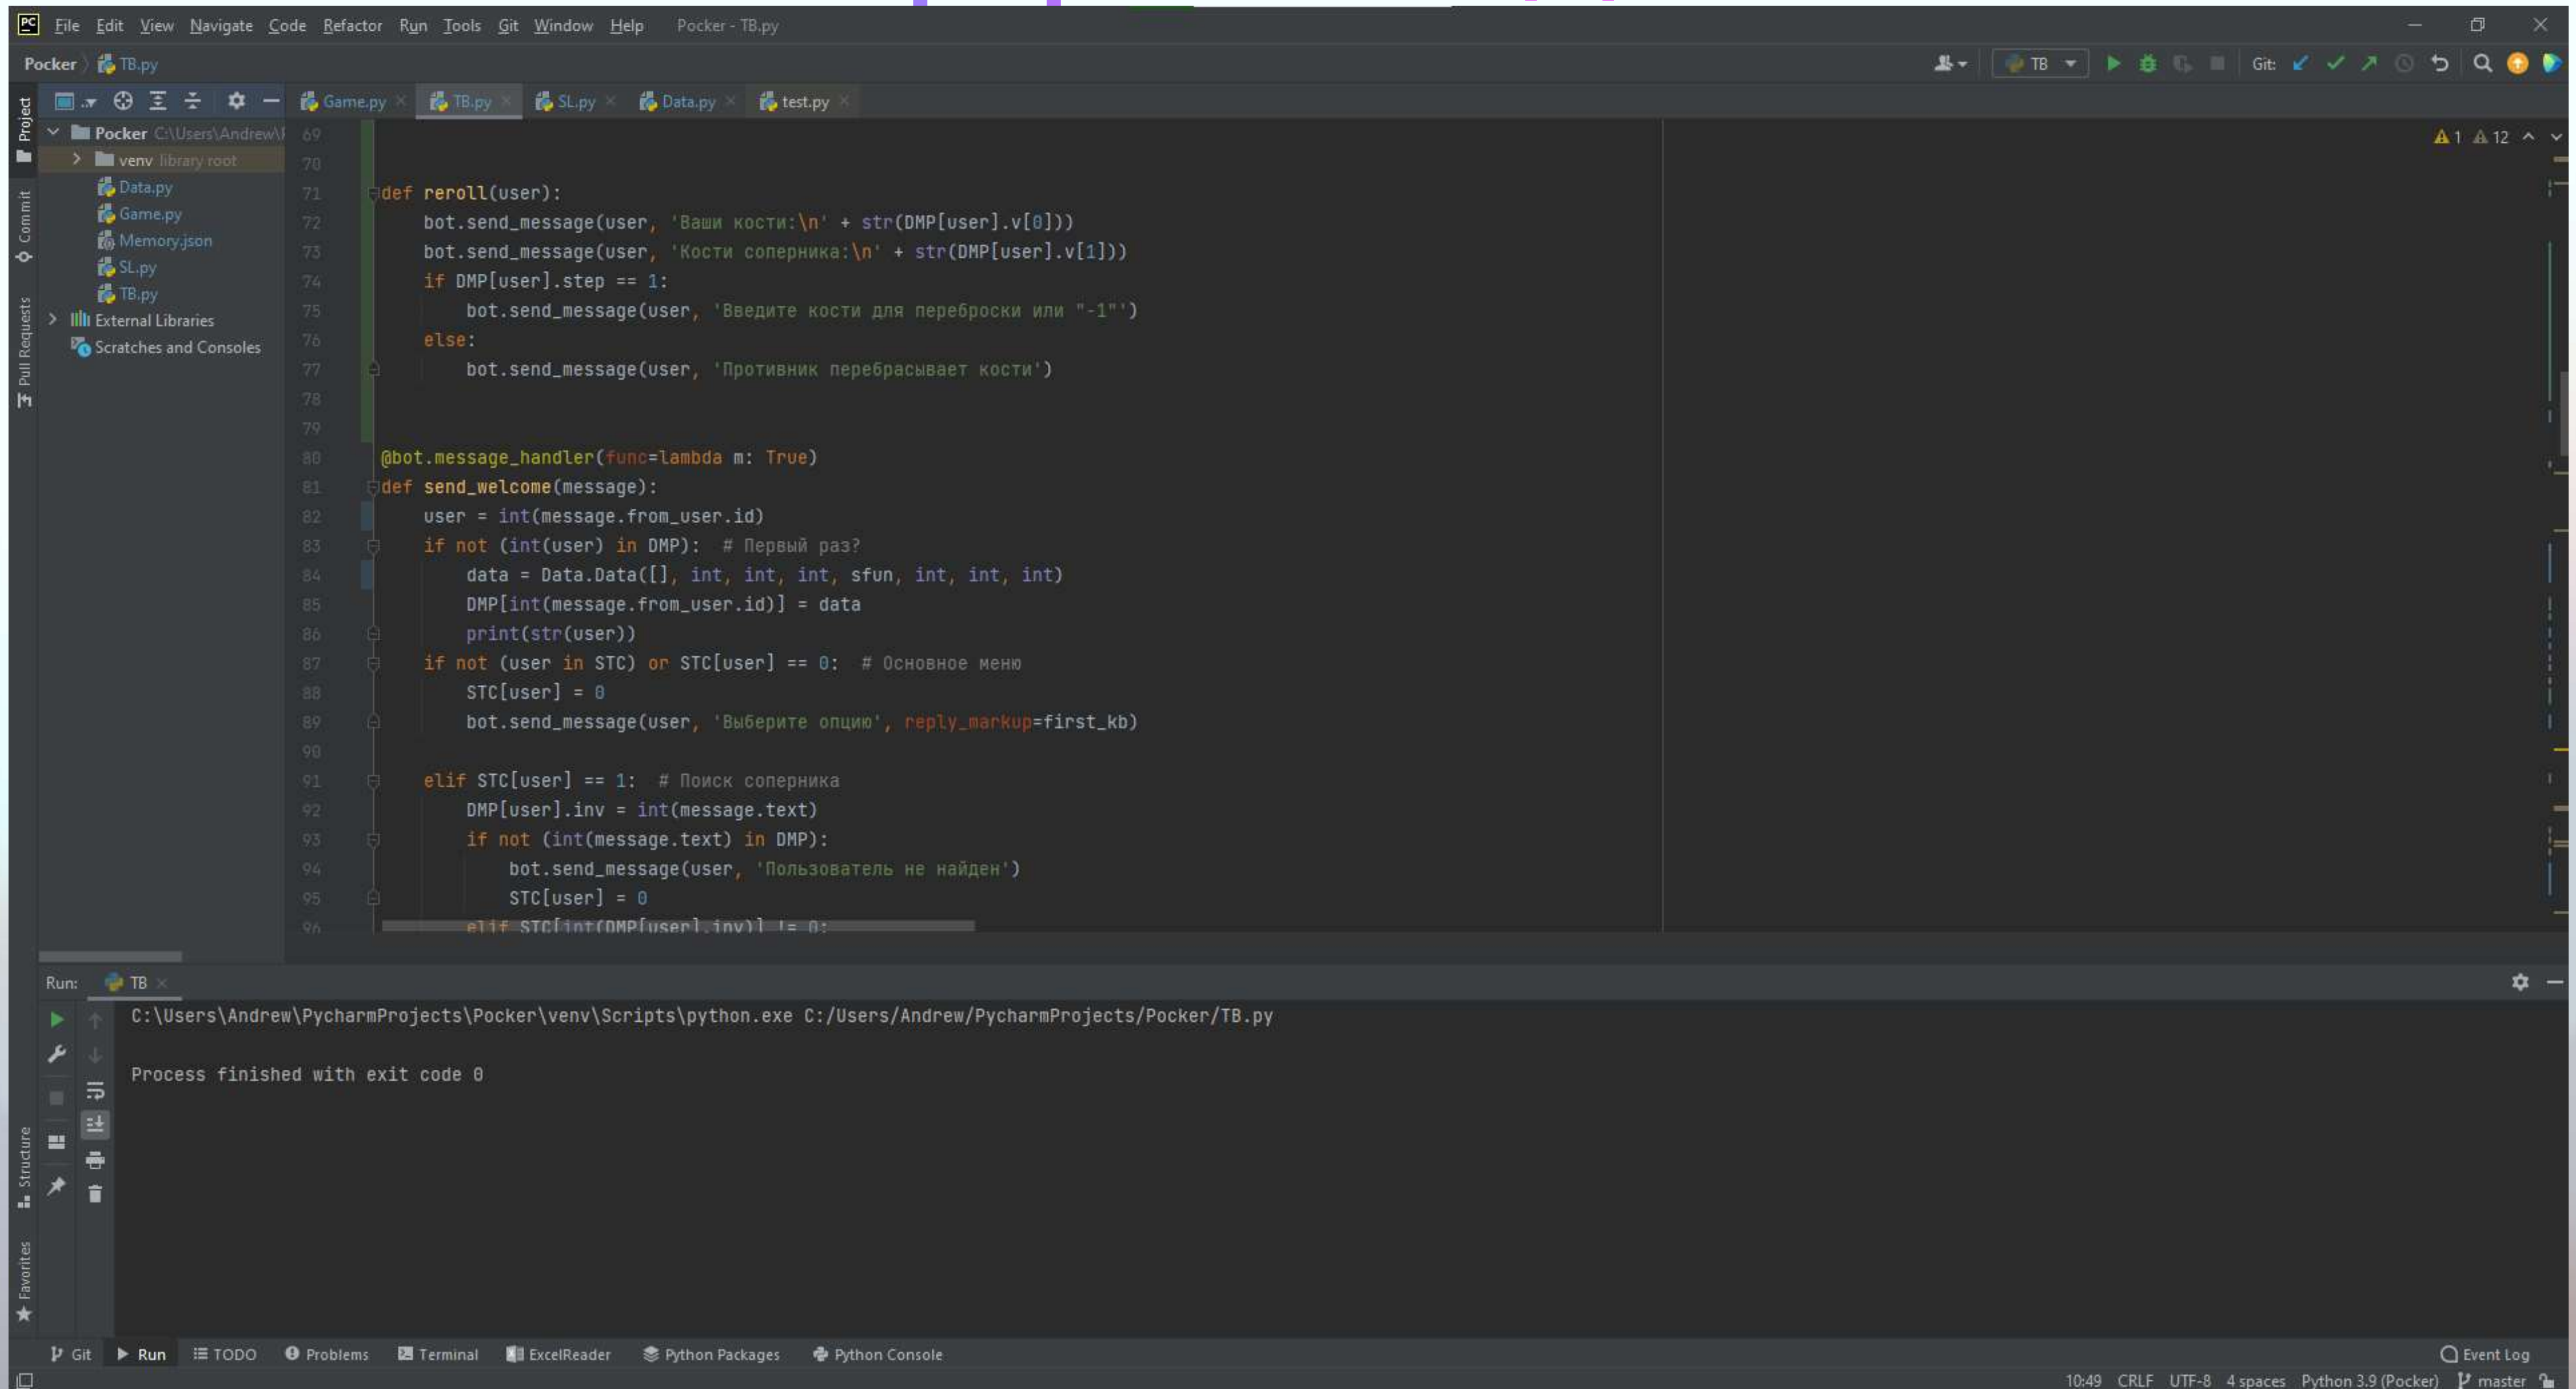 File Edit View Navigate Code Refactor Run Tools Git Window Help Pocker - TB.py
Pocker TB.py TB Git:
Game.py TB.py SL.py Data.py test.py
Project
Commit
Pull Requests
Structure
Favorites
Pocker C:\Users\Andrew\
venv library root
Data.py
Game.py
Memory.json
SL.py
TB.py
External Libraries
Scratches and Consoles
1 12
69
70
71 def reroll(user):
72 bot.send_message(user, 'Ваши кости:\n' + str(DMP[user].v[0]))
73 bot.send_message(user, 'Кости соперника:\n' + str(DMP[user].v[1]))
74 if DMP[user].step == 1:
75 bot.send_message(user, 'Введите кости для переброски или "-1"')
76 else:
77 bot.send_message(user, 'Противник перебрасывает кости')
78
79
80 @bot.message_handler(func=lambda m: True)
81 def send_welcome(message):
82 user = int(message.from_user.id)
83 if not (int(user) in DMP): # Первый раз?
84 data = Data.Data([], int, int, int, sfun, int, int, int)
85 DMP[int(message.from_user.id)] = data
86 print(str(user))
87 if not (user in STC) or STC[user] == 0: # Основное меню
88 STC[user] = 0
89 bot.send_message(user, 'Выберите опцию', reply_markup=first_kb)
90
91 elif STC[user] == 1: # Поиск соперника
92 DMP[user].inv = int(message.text)
93 if not (int(message.text) in DMP):
94 bot.send_message(user, 'Пользователь не найден')
95 STC[user] = 0
96 elif STC[int(DMP[user].inv)] != 0:
Run: TB
C:\Users\Andrew\PycharmProjects\Pocker\venv\Scripts\python.exe C:/Users/Andrew/PycharmProjects/Pocker/TB.py
Process finished with exit code 0
Git Run TODO Problems Terminal ExcelReader Python Packages Python Console Event Log
10:49 CRLF UTF-8 4 spaces Python 3.9 (Pocker) master